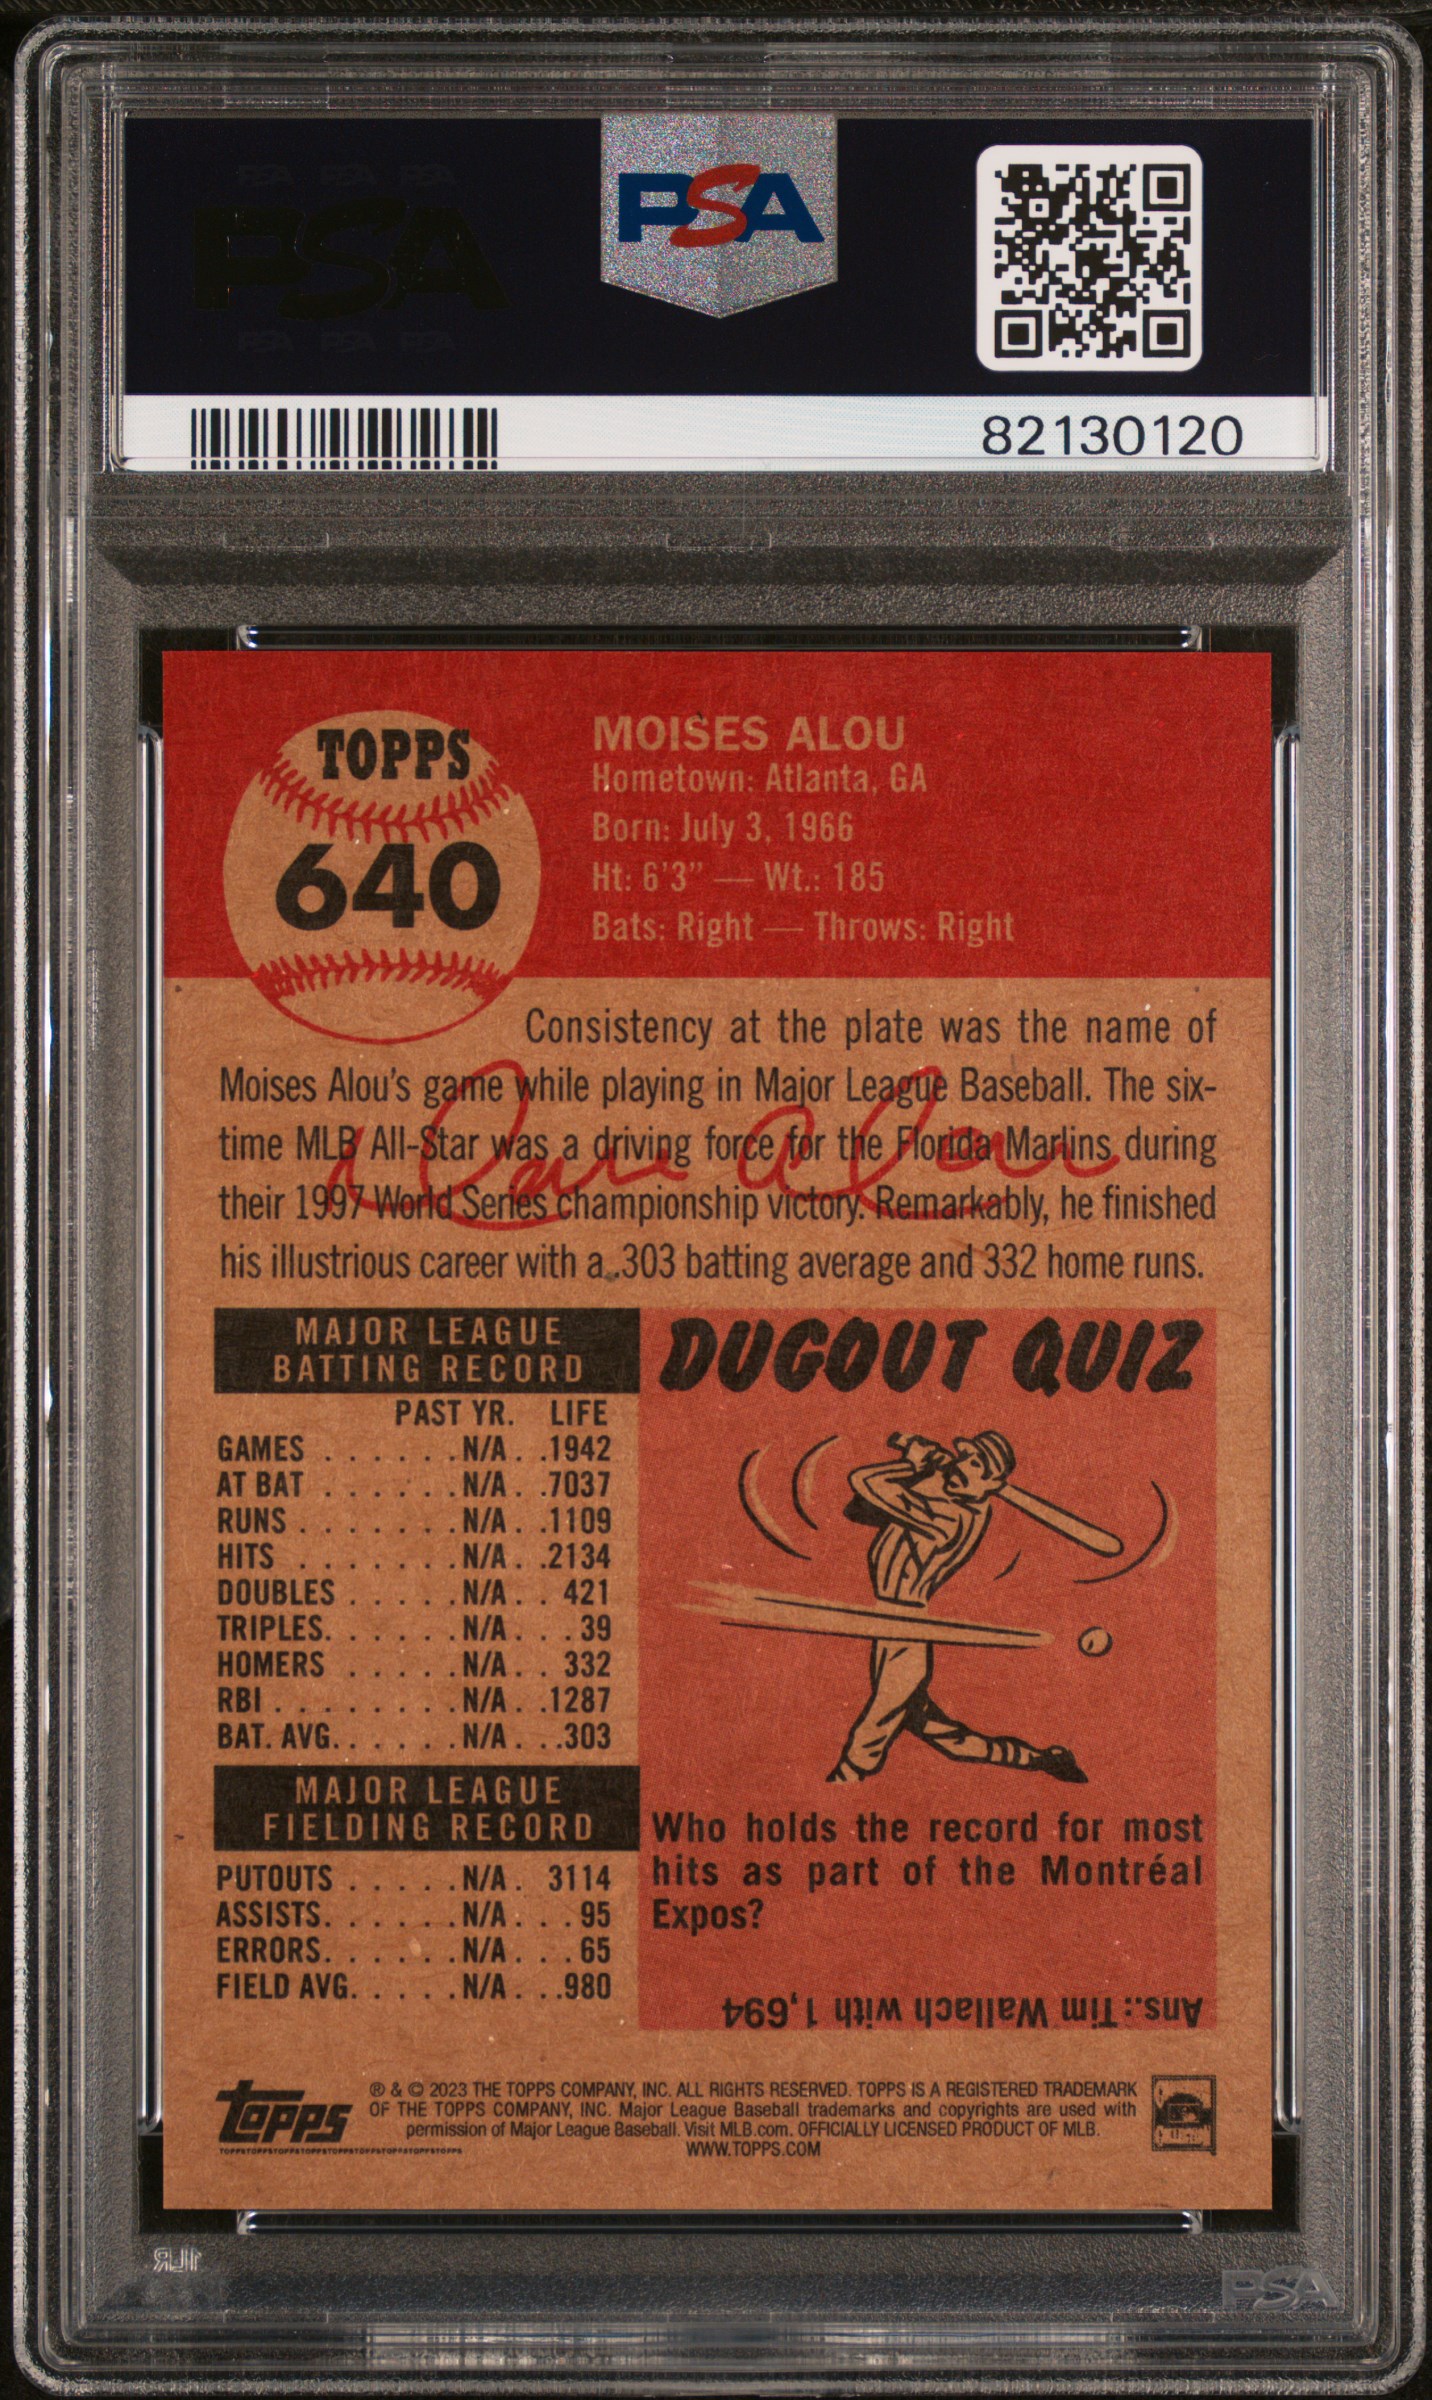 PSA PSA PSA
PSA
PSA PSA PSA
PSA
82130120
TOPPS
640
MOISES ALOU
Hometown: Atlanta, GA
Born: July 3, 1966
Ht: 6'3" — Wt.: 185
Bats: Right — Throws: Right
Consistency at the plate was the name of
Moises Alou's game while playing in Major League Baseball. The six-
time MLB All-Star was a driving force for the Florida Marlins during
their 1997 World Series championship victory. Remarkably, he finished
his illustrious career with a .303 batting average and 332 home runs.
MAJOR LEAGUE
BATTING RECORD
PAST YR. LIFE
GAMES . . . . . . N/A . . 1942
AT BAT . . . . . . N/A . . 7037
RUNS . . . . . . . N/A . . 1109
HITS . . . . . . . N/A . . 2134
DOUBLES . . . . . N/A . . 421
TRIPLES. . . . . . N/A . . . 39
HOMERS . . . . . N/A . . 332
RBI . . . . . . . . N/A . . 1287
BAT. AVG. . . . . . N/A . . .303
MAJOR LEAGUE
FIELDING RECORD
PUTOUTS . . . . . N/A . 3114
ASSISTS. . . . . . N/A . . . 95
ERRORS. . . . . . N/A . . . 65
FIELD AVG. . . . . N/A . . .980
DUGOUT QUIZ
Who holds the record for most
hits as part of the Montréal
Expos?
Ans.: Tim Wallach with 1,694
topps
TOPPSTOPPSTOPPSTOPPSTOPPSTOPPSTOPPSTOPPSTOPPS
® & © 2023 THE TOPPS COMPANY, INC. ALL RIGHTS RESERVED. TOPPS IS A REGISTERED TRADEMARK
OF THE TOPPS COMPANY, INC. Major League Baseball trademarks and copyrights are used with
permission of Major League Baseball. Visit MLB.com. OFFICIALLY LICENSED PRODUCT OF MLB.
WWW.TOPPS.COM
1LR
PSA